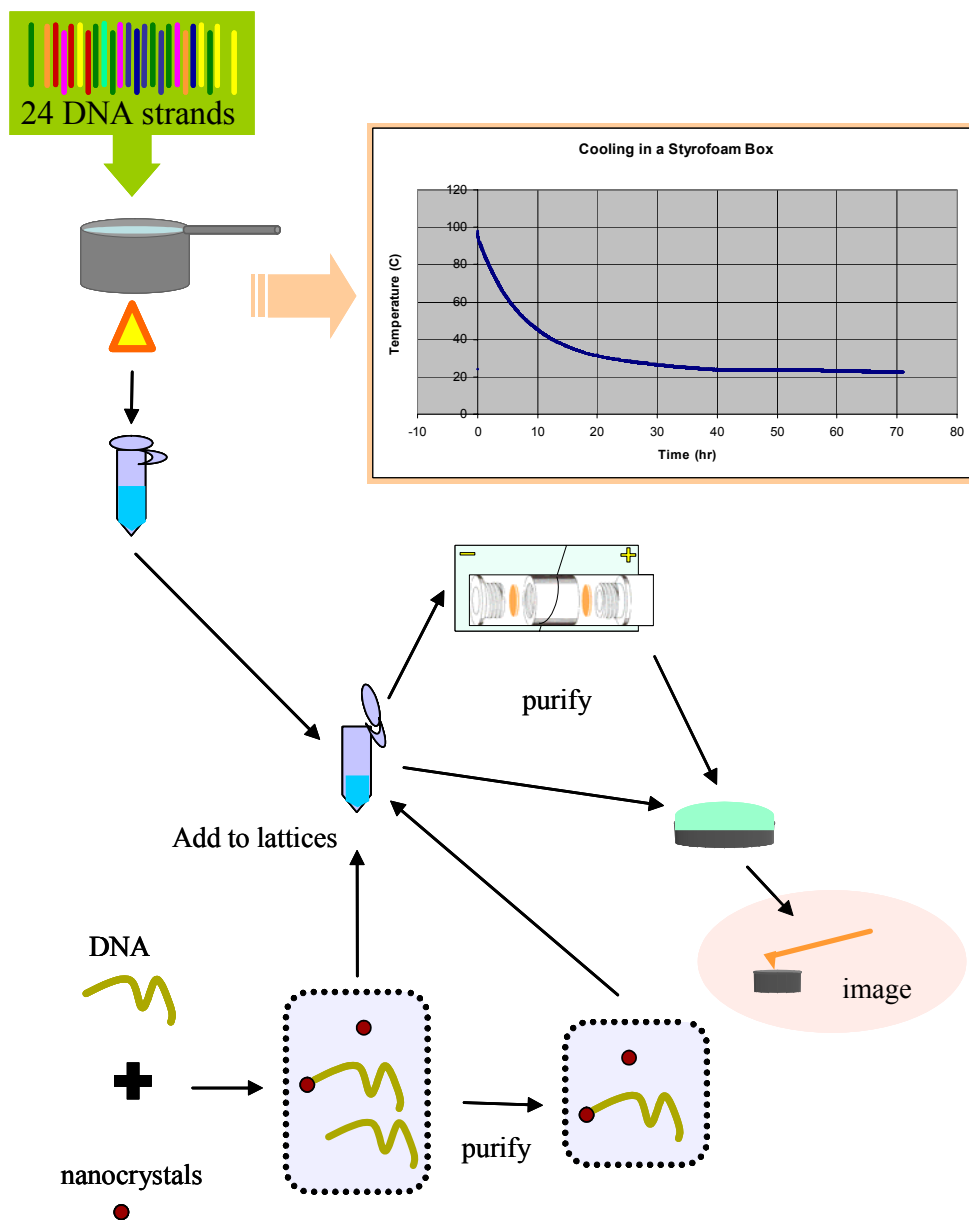 24 DNA strands
Cooling in a Styrofoam Box
Temperature (C)
120
100
80
60
40
20
0
-10 0 10 20 30 40 50 60 70 80
Time (hr)
− +
purify
Add to lattices
DNA
image
purify
nanocrystals